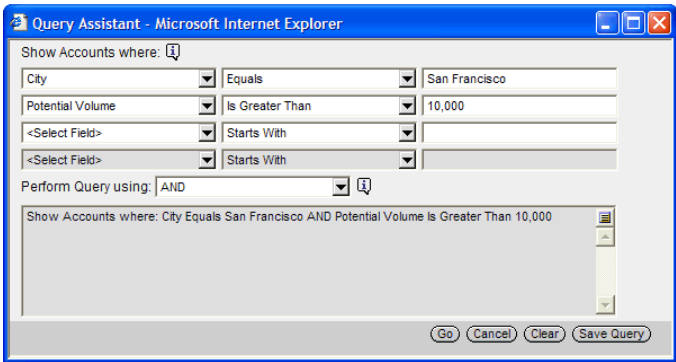 Query Assistant - Microsoft Internet Explorer
Show Accounts where:
City Equals San Francisco
Potential Volume Is Greater Than 10,000
<Select Field> Starts With
<Select Field> Starts With
Perform Query using: AND
Show Accounts where: City Equals San Francisco AND Potential Volume Is Greater Than 10,000
Go Cancel Clear Save Query